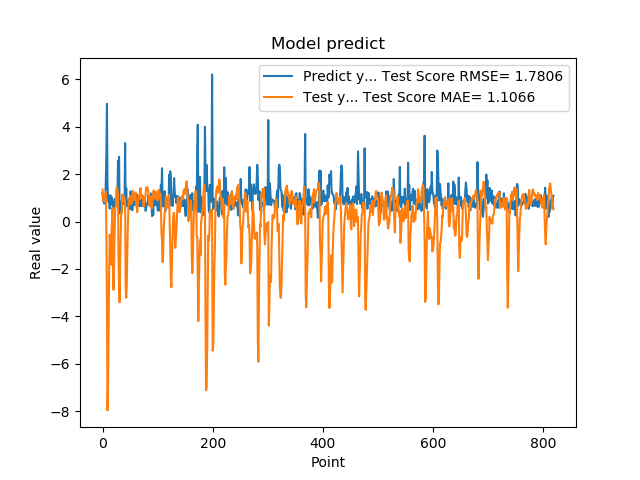 Model predict
Predict y... Test Score RMSE= 1.7806
Test y... Test Score MAE= 1.1066
6
4
2
0
−2
−4
−6
−8
Real value
0 200 400 600 800
Point